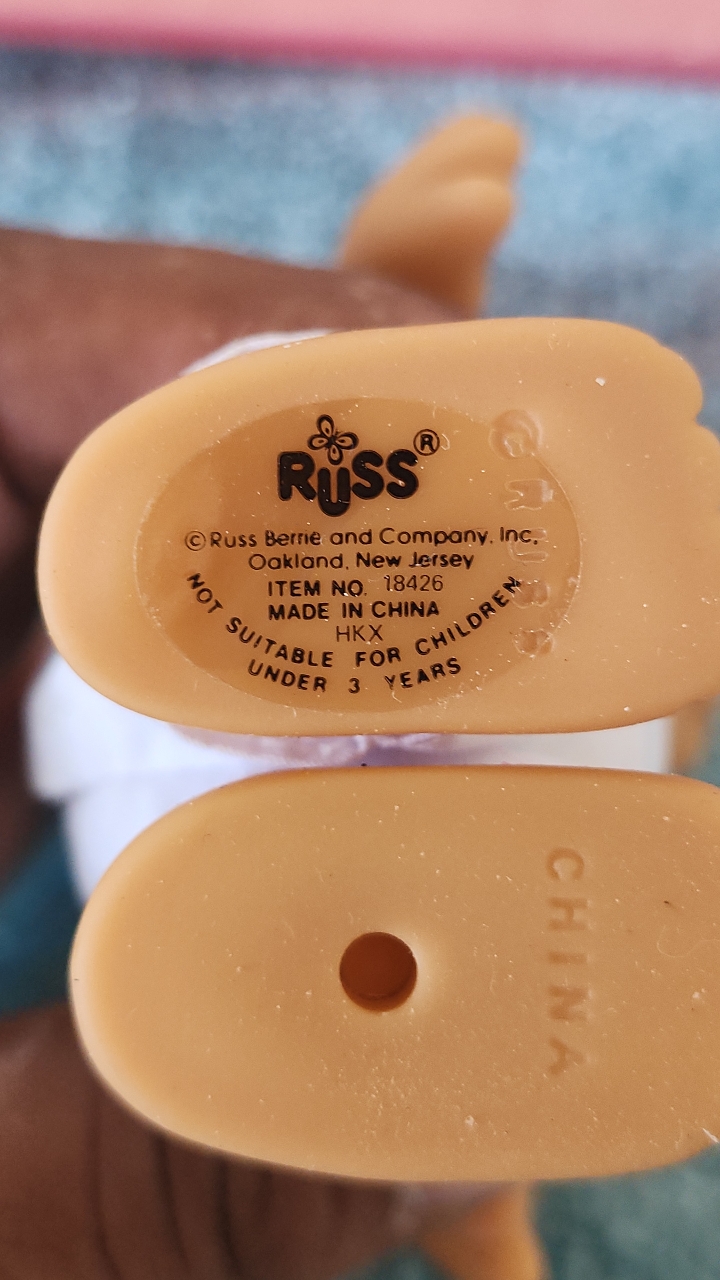 RUSS®
© Russ Berrie and Company, Inc.
Oakland, New Jersey
ITEM NO. 18426
MADE IN CHINA
HKX
NOT SUITABLE FOR CHILDREN
UNDER 3 YEARS
© RUSS
CHINA